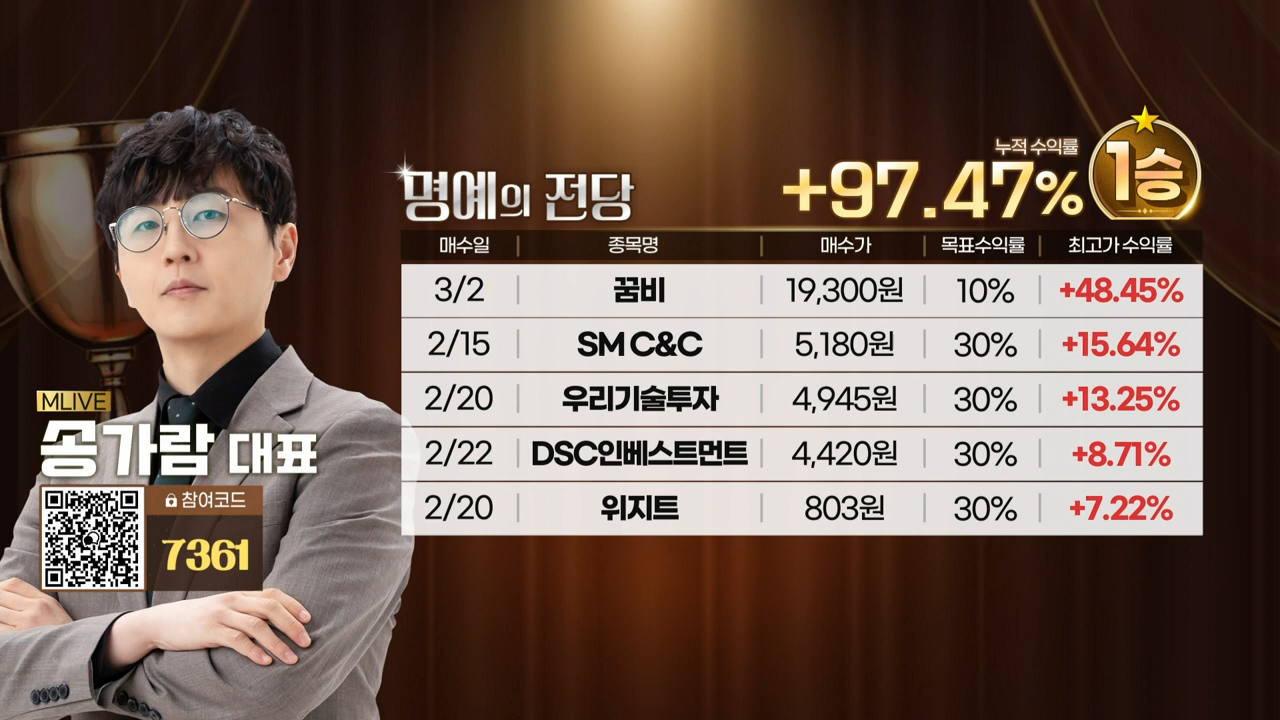 명예의 전당
누적 수익률
+97.47%
1승
매수일 종목명 매수가 목표수익률 최고가 수익률
3/2 꿈비 19,300원 10% +48.45%
2/15 SM C&C 5,180원 30% +15.64%
2/20 우리기술투자 4,945원 30% +13.25%
2/22 DSC인베스트먼트 4,420원 30% +8.71%
2/20 위지트 803원 30% +7.22%
MLIVE
송가람 대표
참여코드
7361